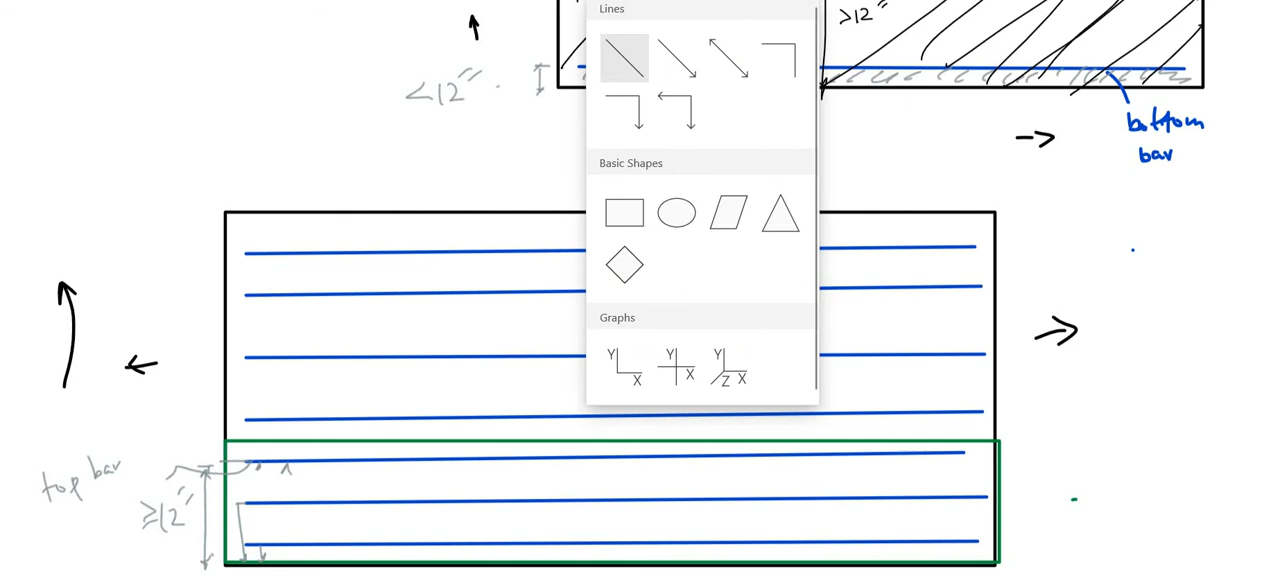 Lines
>12"
<12"
bottom
bar
Basic Shapes
Graphs
Y
X
Y
X
Y
Z X
top bar
≥12"